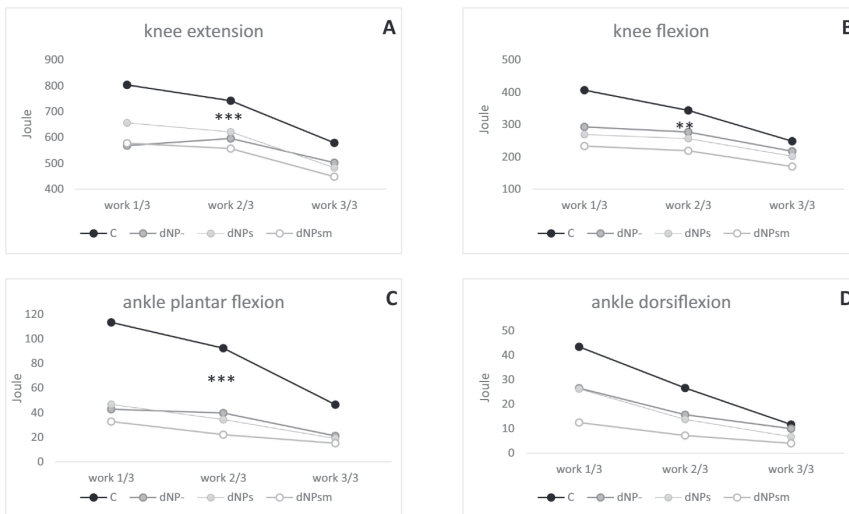 knee extension
A
900
800
700
600
500
400
Joule
***
work 1/3 work 2/3 work 3/3
C dNP- dNPs dNPsm
knee flexion
B
500
400
300
200
100
Joule
**
work 1/3 work 2/3 work 3/3
C dNP- dNPs dNPsm
ankle plantar flexion
C
120
100
80
60
40
20
0
Joule
***
work 1/3 work 2/3 work 3/3
C dNP- dNPs dNPsm
ankle dorsiflexion
D
50
40
30
20
10
0
Joule
work 1/3 work 2/3 work 3/3
C dNP- dNPs dNPsm